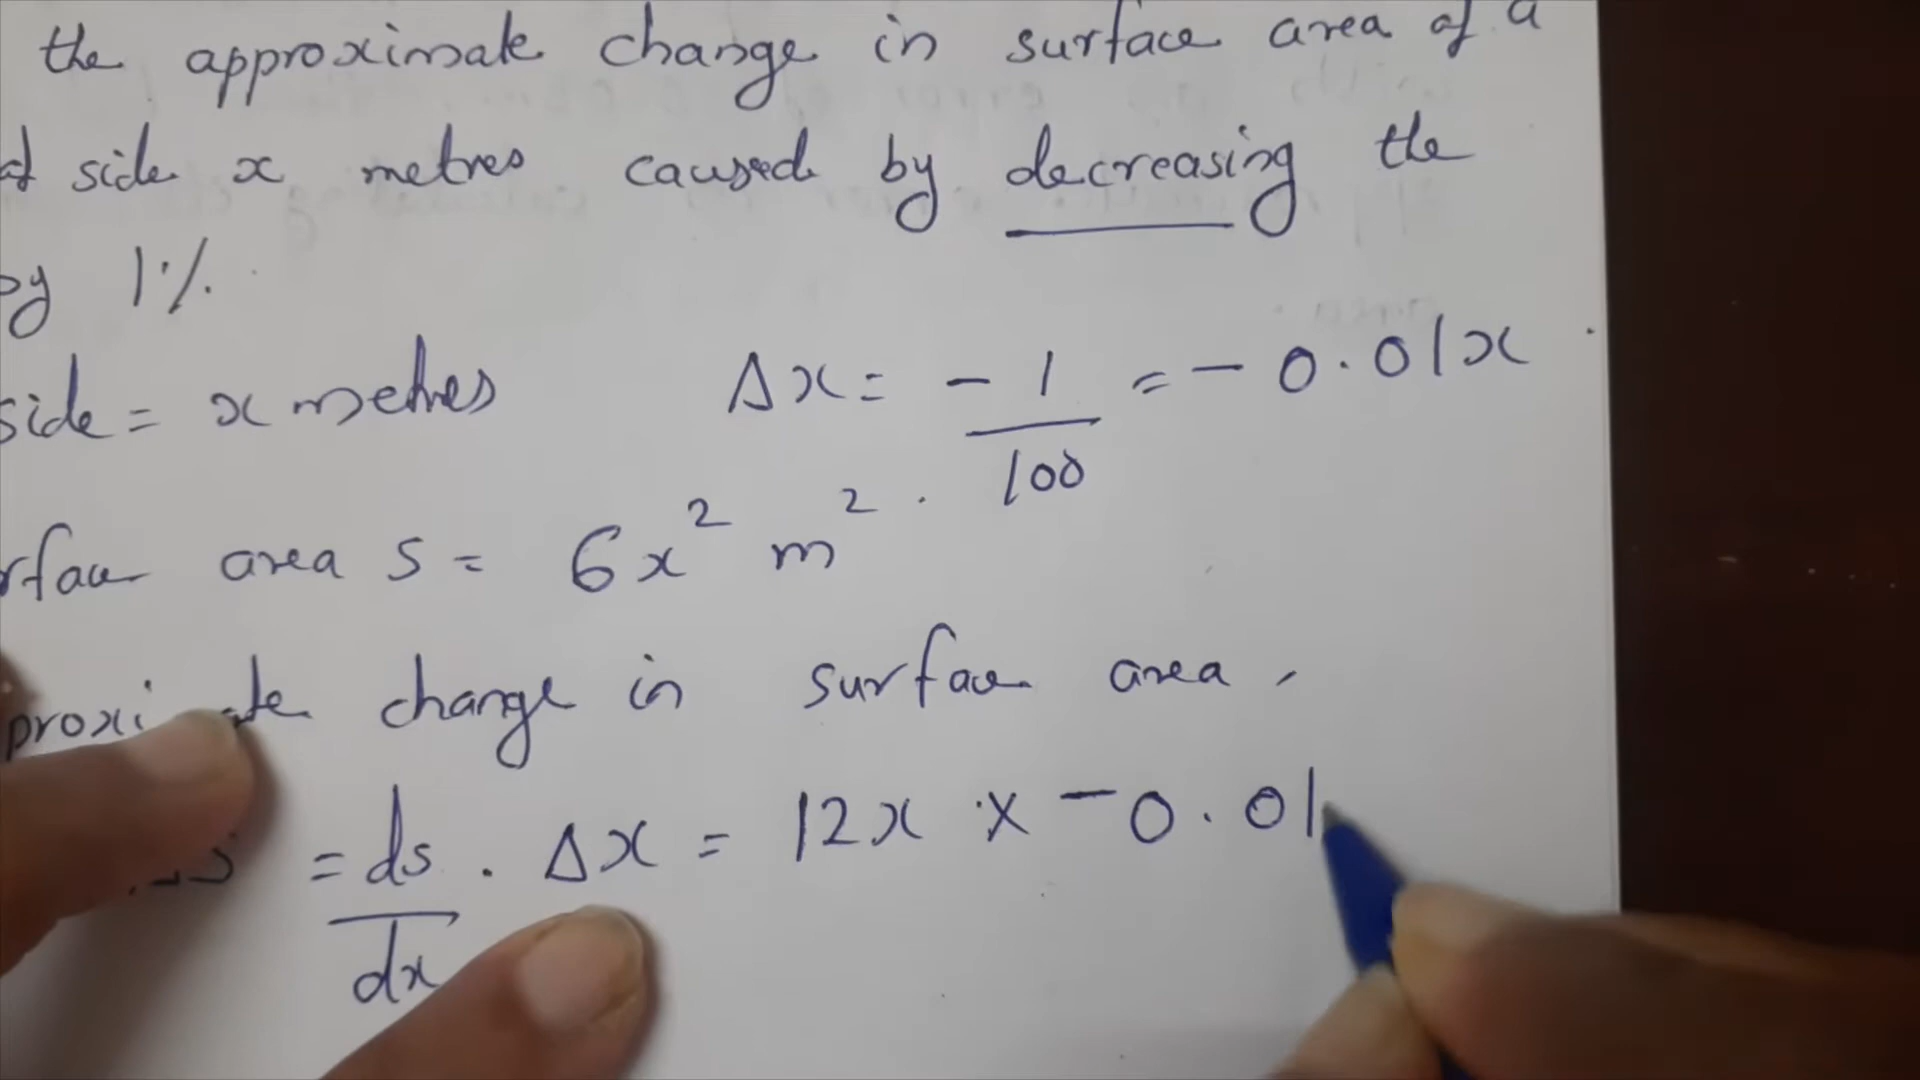 the approximate change in surface area of a
side x metres caused by decreasing the
by 1%.
side = x metres Δx = -1/100 = -0.01x
area s = 6x² m².
change in surface area,
= ds/dx . Δx = 12x × -0.01